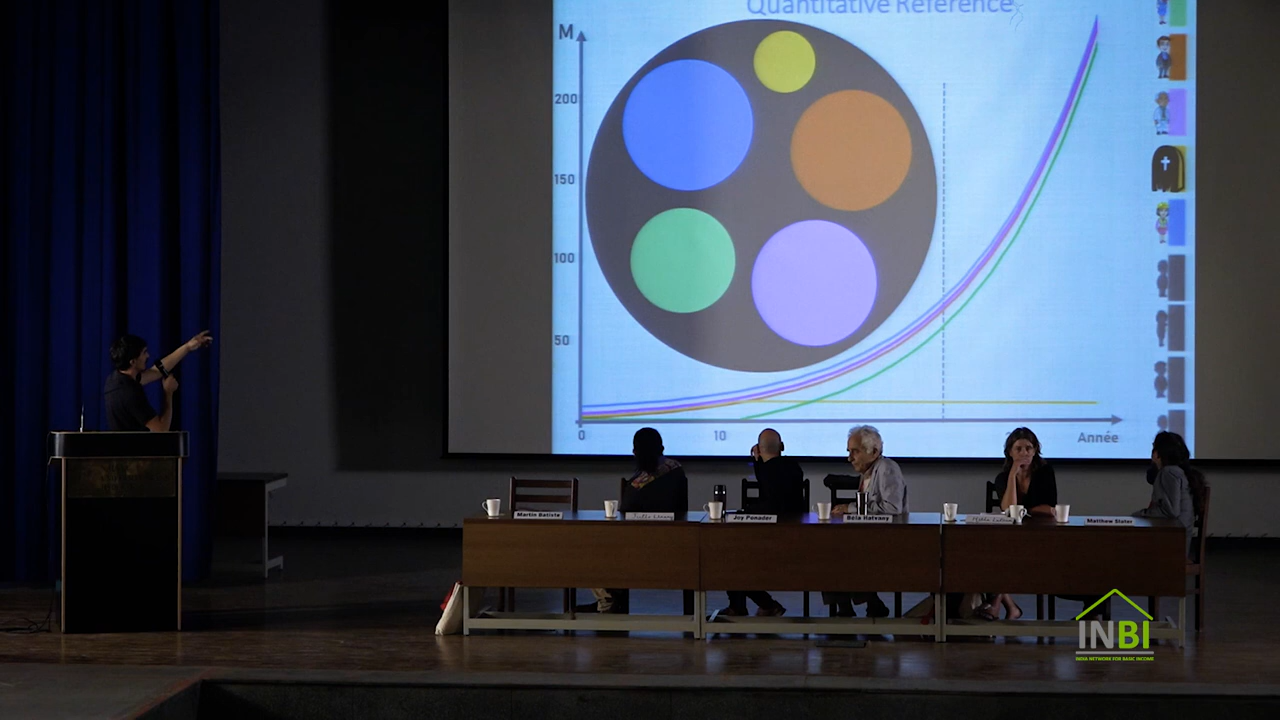 Quantitative Reference
M
200
150
100
50
0
10
Année
Martin Batiste
Joy Ponader
Béla Hatvany
Matthew Slater
INBI
INDIA NETWORK FOR BASIC INCOME